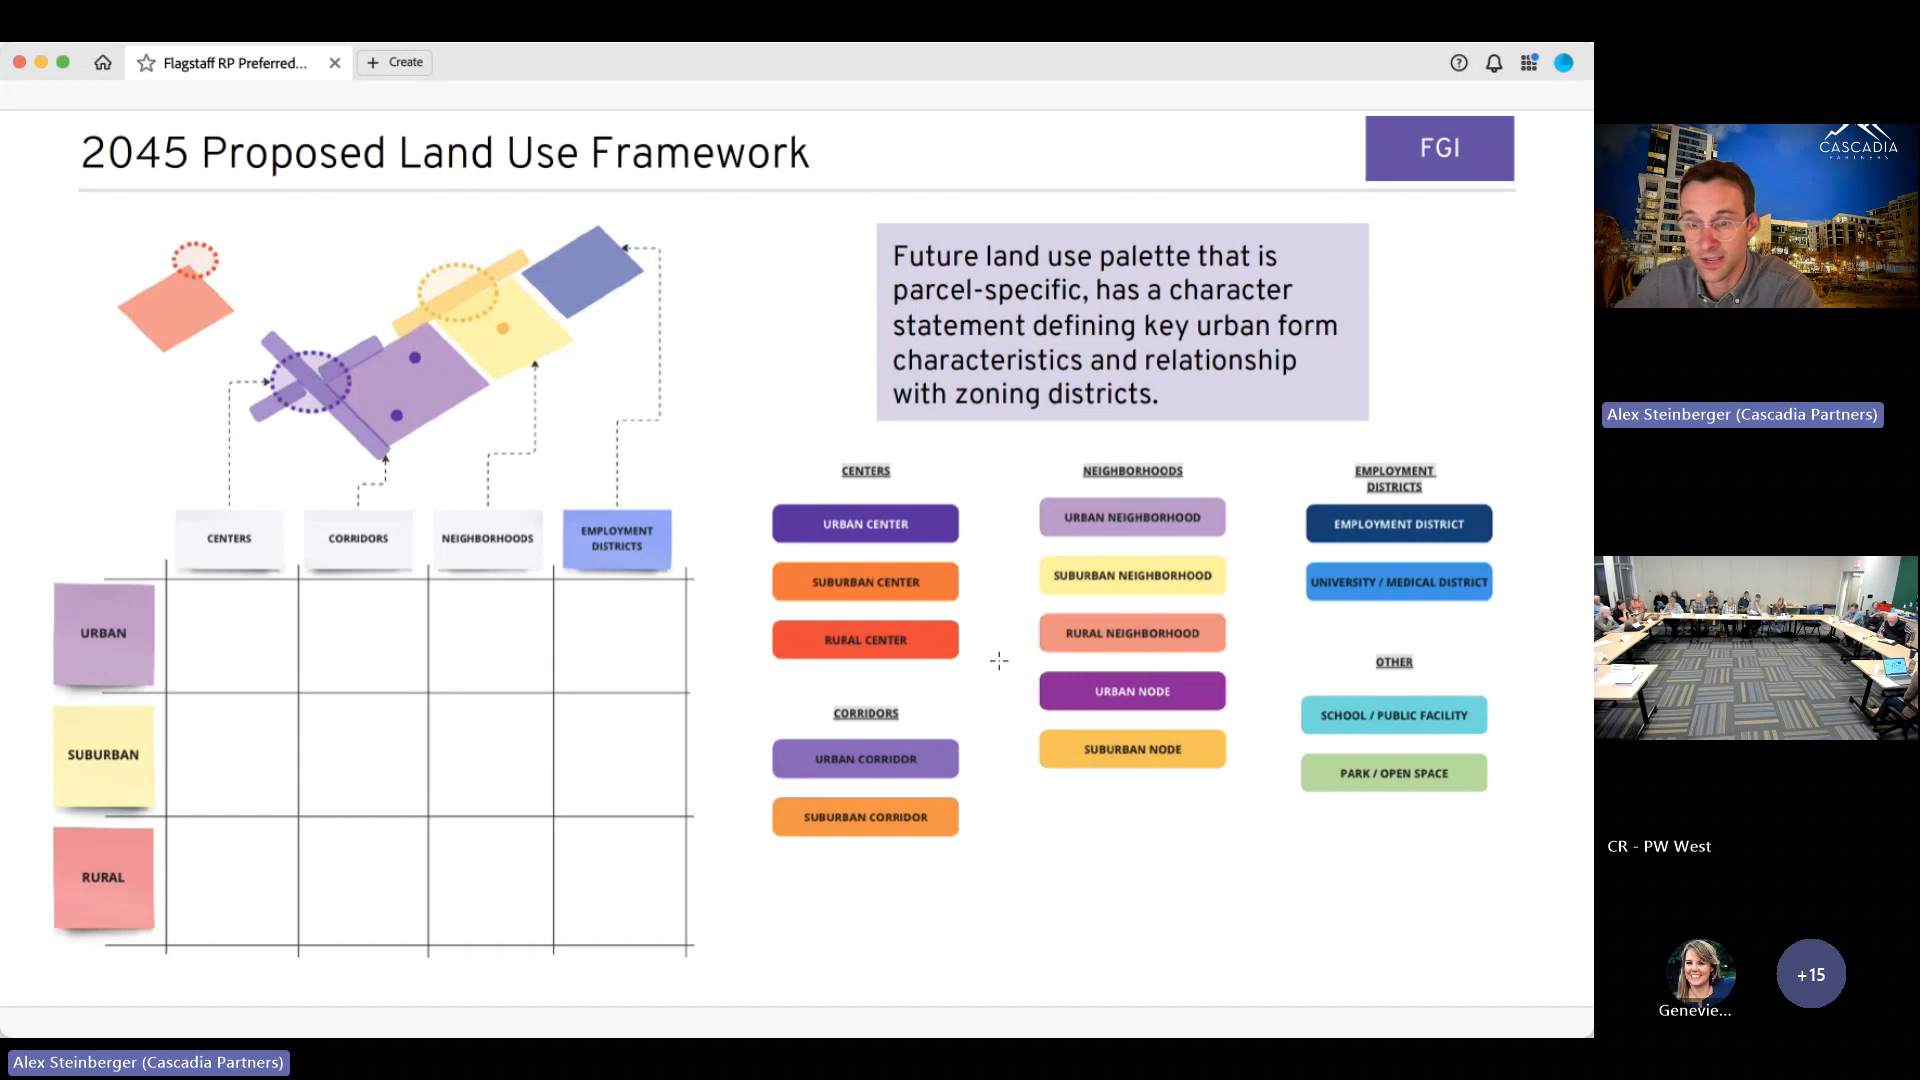 Flagstaff RP Preferred...
+ Create
2045 Proposed Land Use Framework
FGI
Future land use palette that is
parcel-specific, has a character
statement defining key urban form
characteristics and relationship
with zoning districts.
CENTERS
CORRIDORS
NEIGHBORHOODS
EMPLOYMENT
DISTRICTS
URBAN
SUBURBAN
RURAL
CENTERS
URBAN CENTER
SUBURBAN CENTER
RURAL CENTER
CORRIDORS
URBAN CORRIDOR
SUBURBAN CORRIDOR
NEIGHBORHOODS
URBAN NEIGHBORHOOD
SUBURBAN NEIGHBORHOOD
RURAL NEIGHBORHOOD
URBAN NODE
SUBURBAN NODE
EMPLOYMENT
DISTRICTS
EMPLOYMENT DISTRICT
UNIVERSITY / MEDICAL DISTRICT
OTHER
SCHOOL / PUBLIC FACILITY
PARK / OPEN SPACE
CASCADIA
PARTNERS
Alex Steinberger (Cascadia Partners)
CR - PW West
Genevie...
+15
Alex Steinberger (Cascadia Partners)